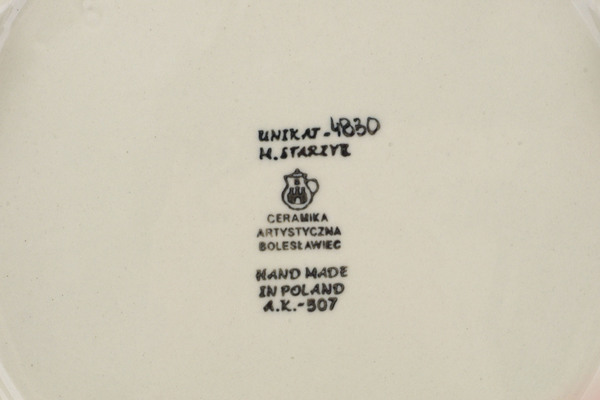 UNIKAT-4830
M. STARZYK
CERAMIKA
ARTYSTYCZNA
BOLESŁAWIEC
HAND MADE
IN POLAND
A.K.-507